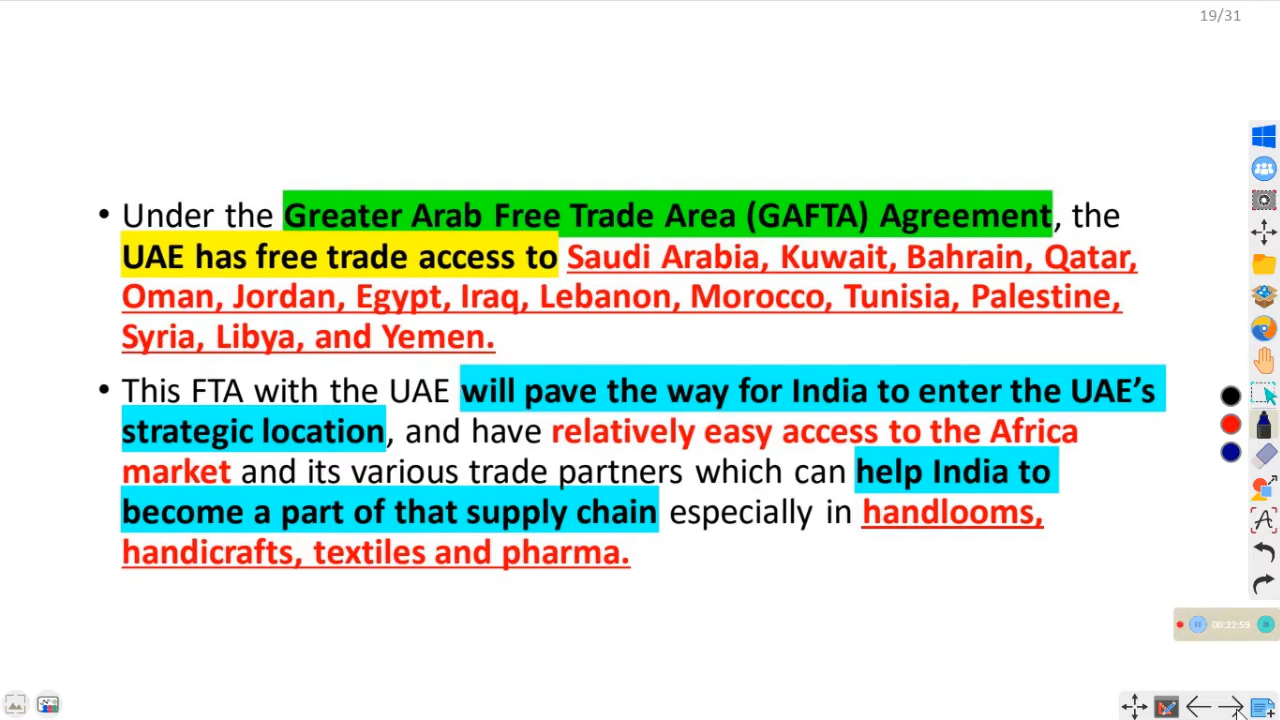 19/31
• Under the Greater Arab Free Trade Area (GAFTA) Agreement, the
UAE has free trade access to Saudi Arabia, Kuwait, Bahrain, Qatar,
Oman, Jordan, Egypt, Iraq, Lebanon, Morocco, Tunisia, Palestine,
Syria, Libya, and Yemen.
• This FTA with the UAE will pave the way for India to enter the UAE’s
strategic location, and have relatively easy access to the Africa
market and its various trade partners which can help India to
become a part of that supply chain especially in handlooms,
handicrafts, textiles and pharma.
00:22:59